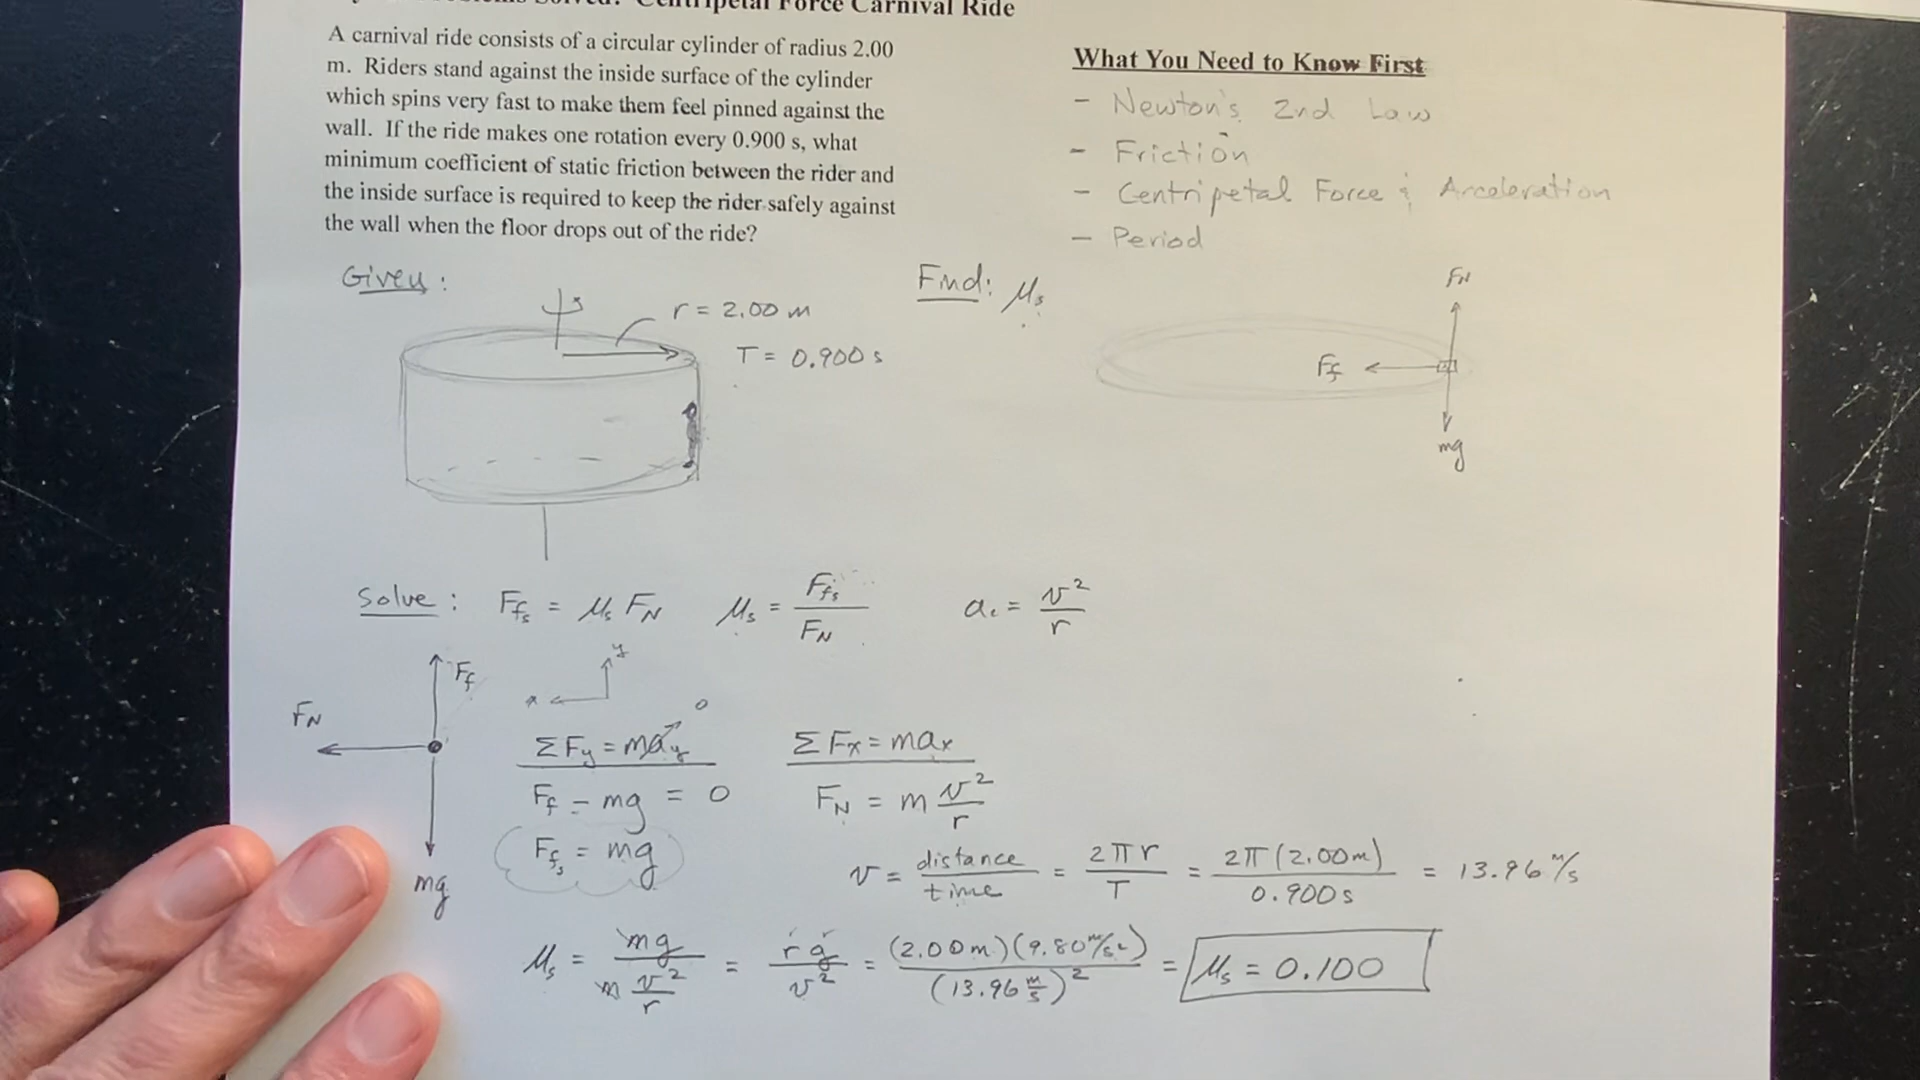 Centripetal Force Carnival Ride
A carnival ride consists of a circular cylinder of radius 2.00
m. Riders stand against the inside surface of the cylinder
which spins very fast to make them feel pinned against the
wall. If the ride makes one rotation every 0.900 s, what
minimum coefficient of static friction between the rider and
the inside surface is required to keep the rider safely against
the wall when the floor drops out of the ride?
What You Need to Know First
- Newton's 2nd Law
- Friction
- Centripetal Force & Acceleration
- Period
Given:
r = 2.00 m
T = 0.900 s
Find: μs
FN
Ff
mg
Solve: Ffs = μs FN μs = Ffs / FN ac = v² / r
Ff
FN
mg
y
x
0
ΣFy = may
Ff - mg = 0
Ffs = mg
ΣFx = max
FN = m v² / r
v = distance / time = 2πr / T = 2π(2.00m) / 0.900s = 13.96 m/s
μs = mg / m v²/r = rg / v² = (2.00m)(9.80 m/s²) / (13.96 m/s)² = μs = 0.100